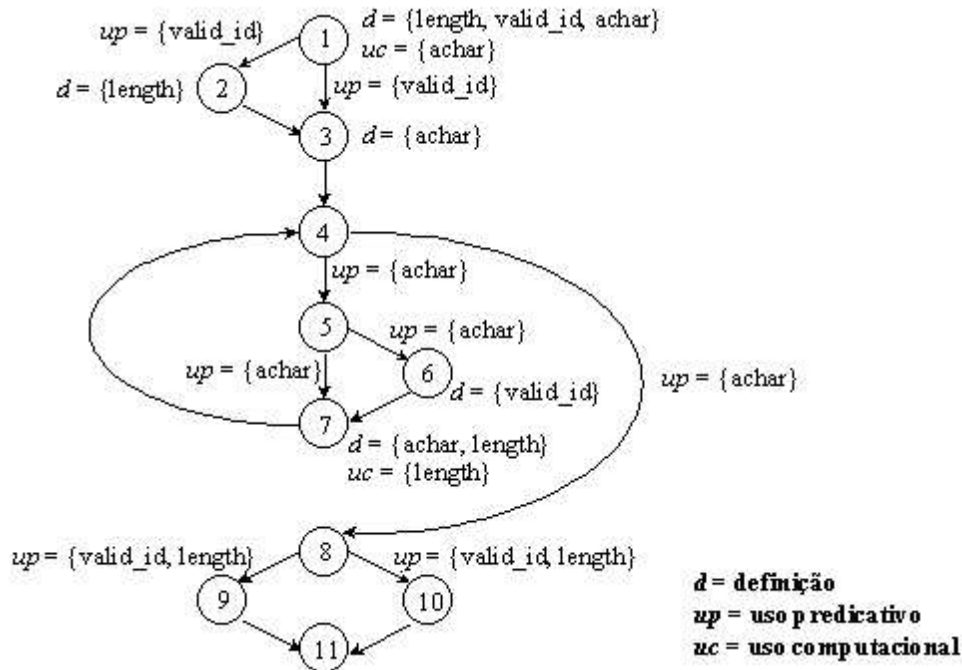 up = {valid_id}
1
d = {length, valid_id, achar}
uc = {achar}
d = {length}
2
up = {valid_id}
3
d = {achar}
4
up = {achar}
5
up = {achar}
up = {achar}
6
up = {achar}
d = {valid_id}
7
d = {achar, length}
uc = {length}
up = {valid_id, length}
8
up = {valid_id, length}
9
10
11
d = definição
up = uso predicativo
uc = uso computacional